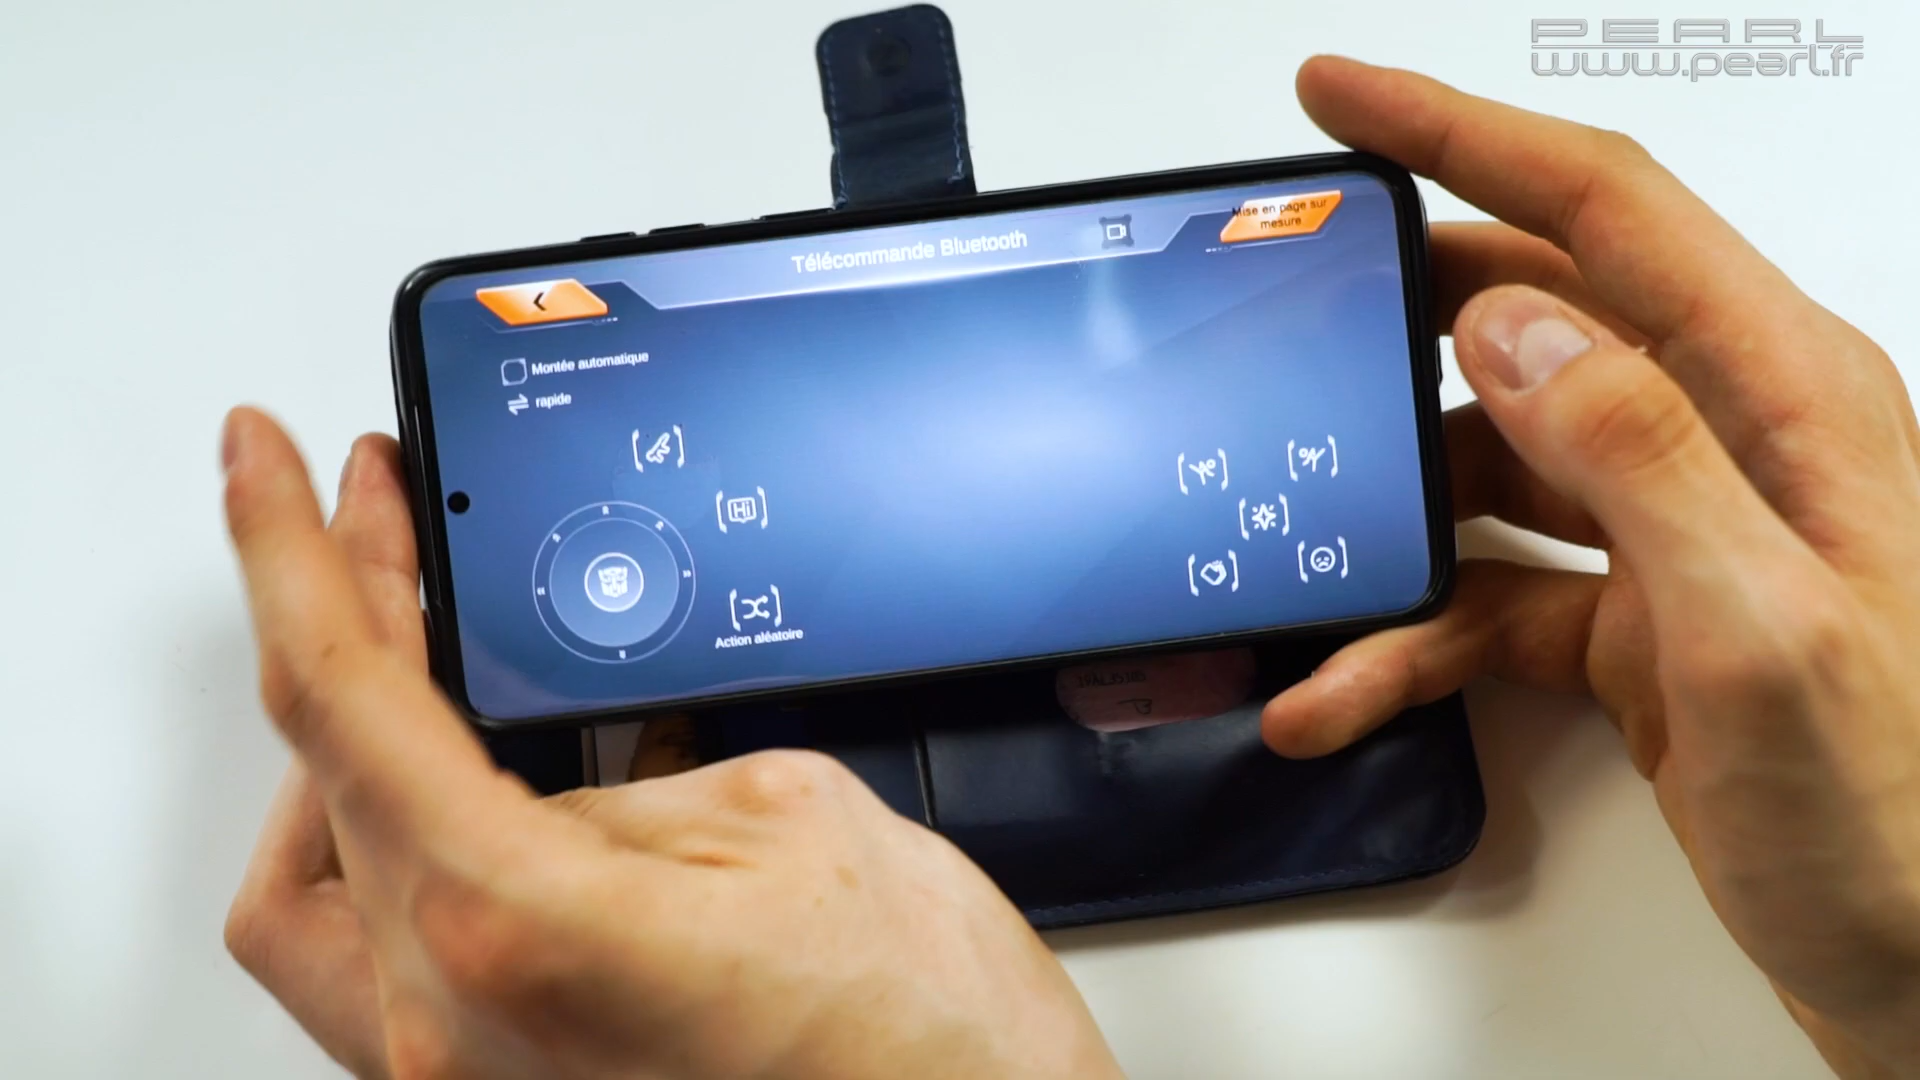 PEARL
www.pearl.fr
Télécommande Bluetooth
Mise en page sur
mesure
Montée automatique
rapide
Hi
Action aléatoire